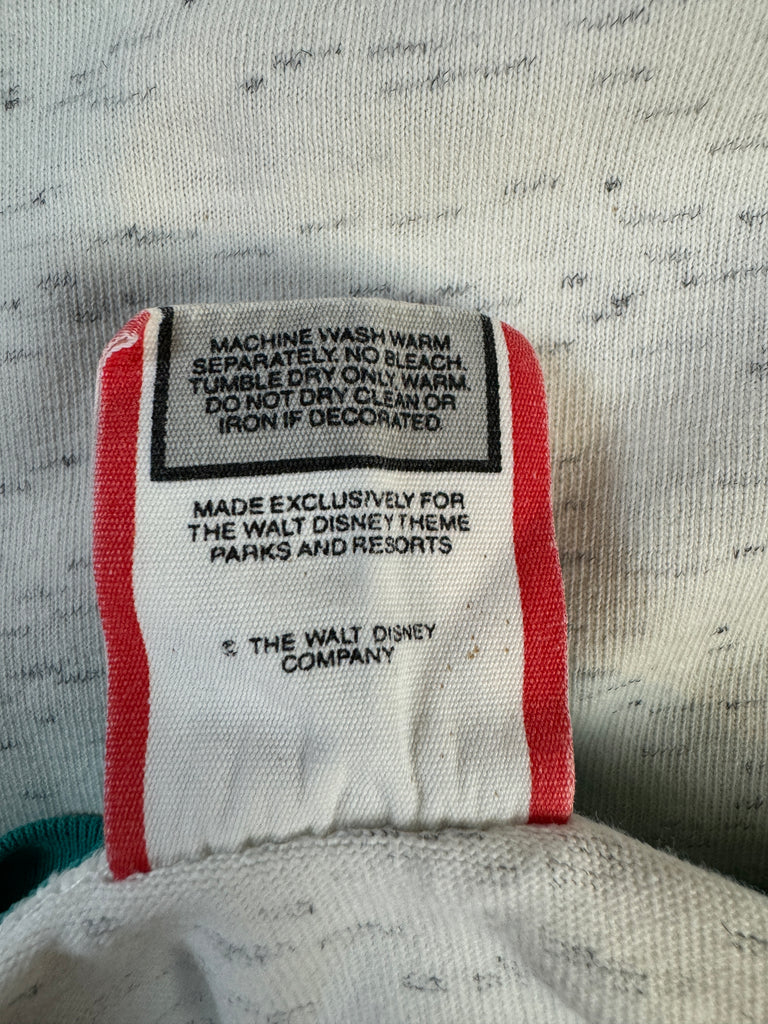 MACHINE WASH WARM
SEPARATELY. NO BLEACH.
TUMBLE DRY ONLY WARM.
DO NOT DRY CLEAN OR
IRON IF DECORATED
MADE EXCLUSIVELY FOR
THE WALT DISNEY THEME
PARKS AND RESORTS
© THE WALT DISNEY
COMPANY